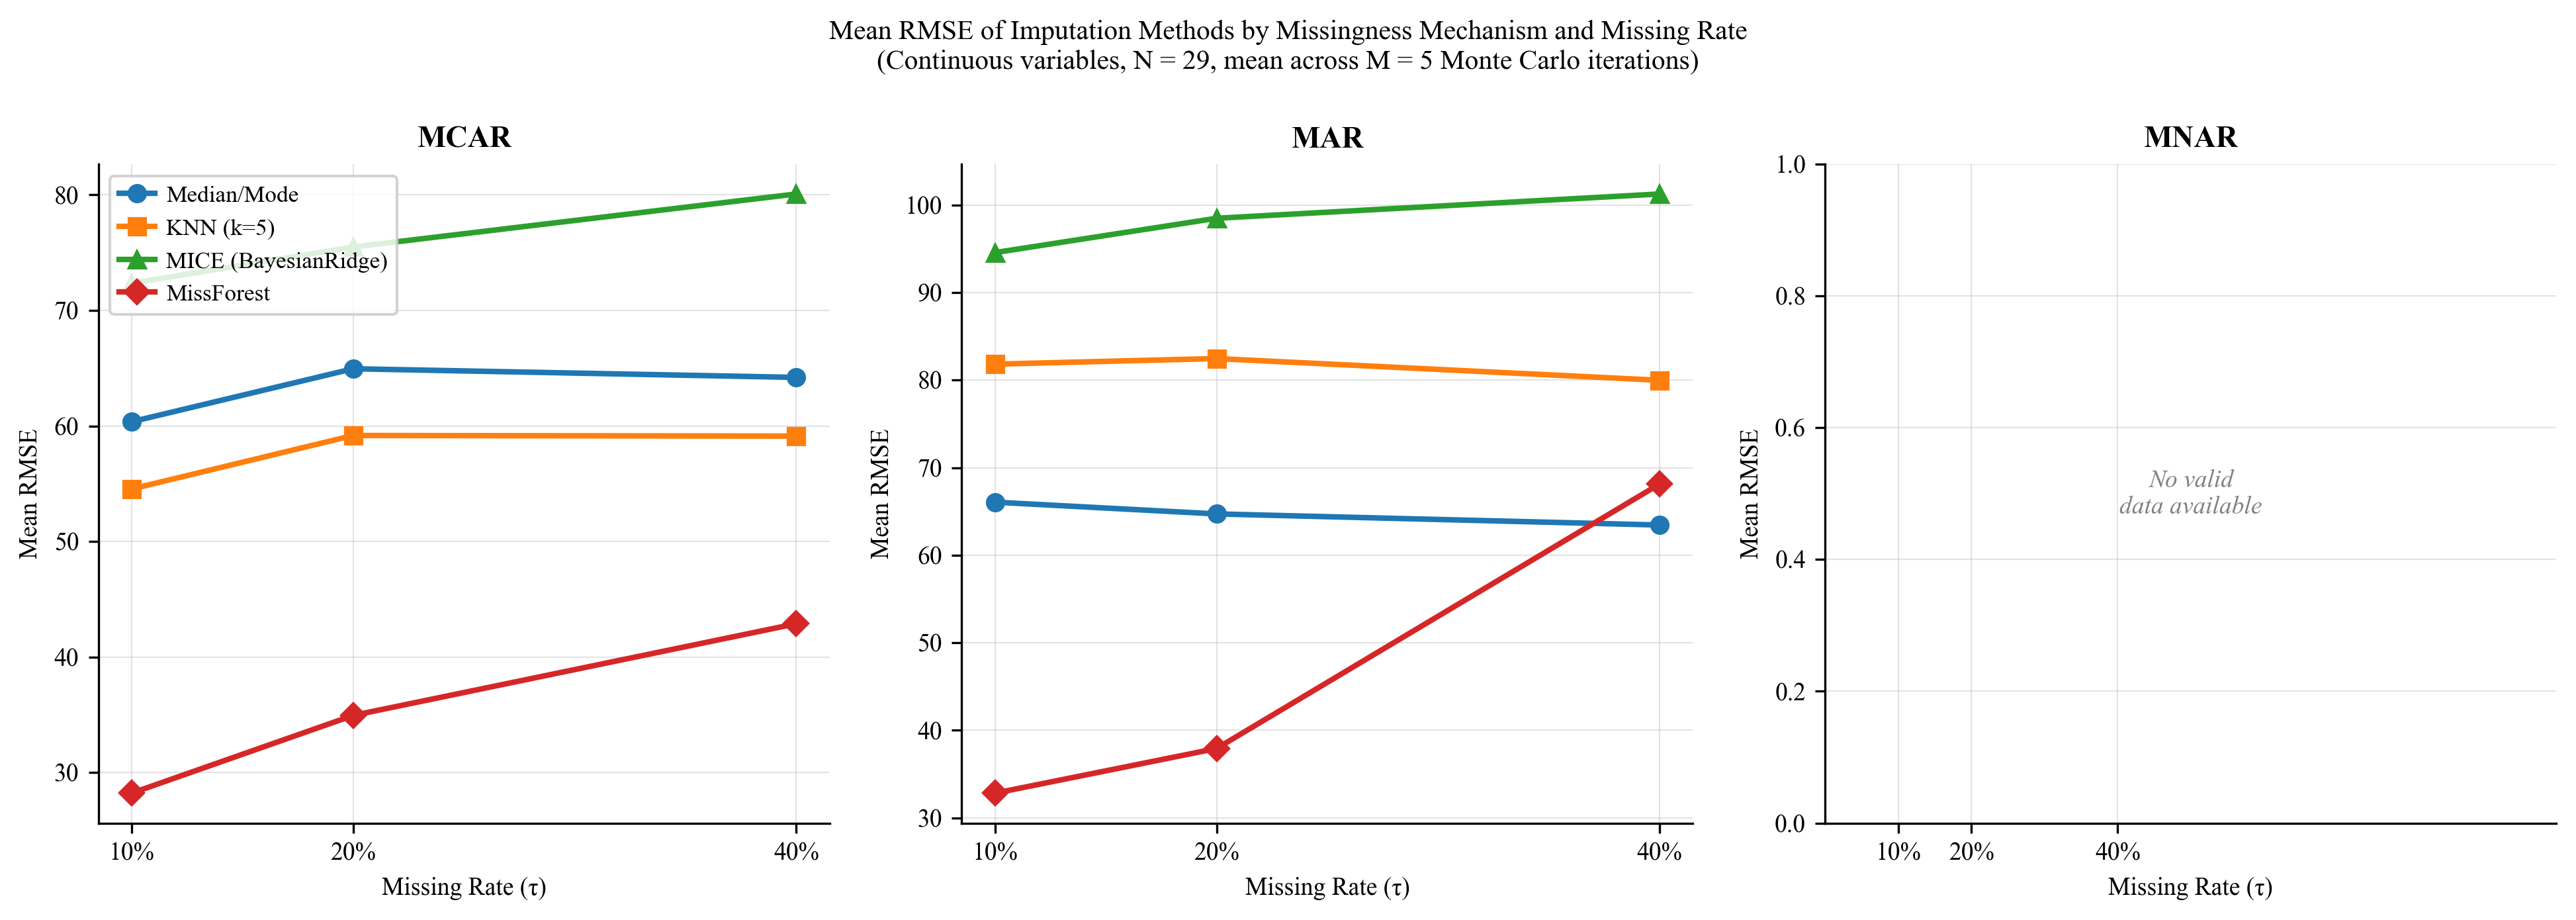 Mean RMSE of Imputation Methods by Missingness Mechanism and Missing Rate
(Continuous variables, N = 29, mean across M = 5 Monte Carlo iterations)
MCAR
Mean RMSE
80
70
60
50
40
30
Median/Mode
KNN (k=5)
MICE (BayesianRidge)
MissForest
10%
20%
40%
Missing Rate (τ)
MAR
Mean RMSE
100
90
80
70
60
50
40
30
10%
20%
40%
Missing Rate (τ)
MNAR
Mean RMSE
1.0
0.8
0.6
0.4
0.2
0.0
No valid
data available
10%
20%
40%
Missing Rate (τ)